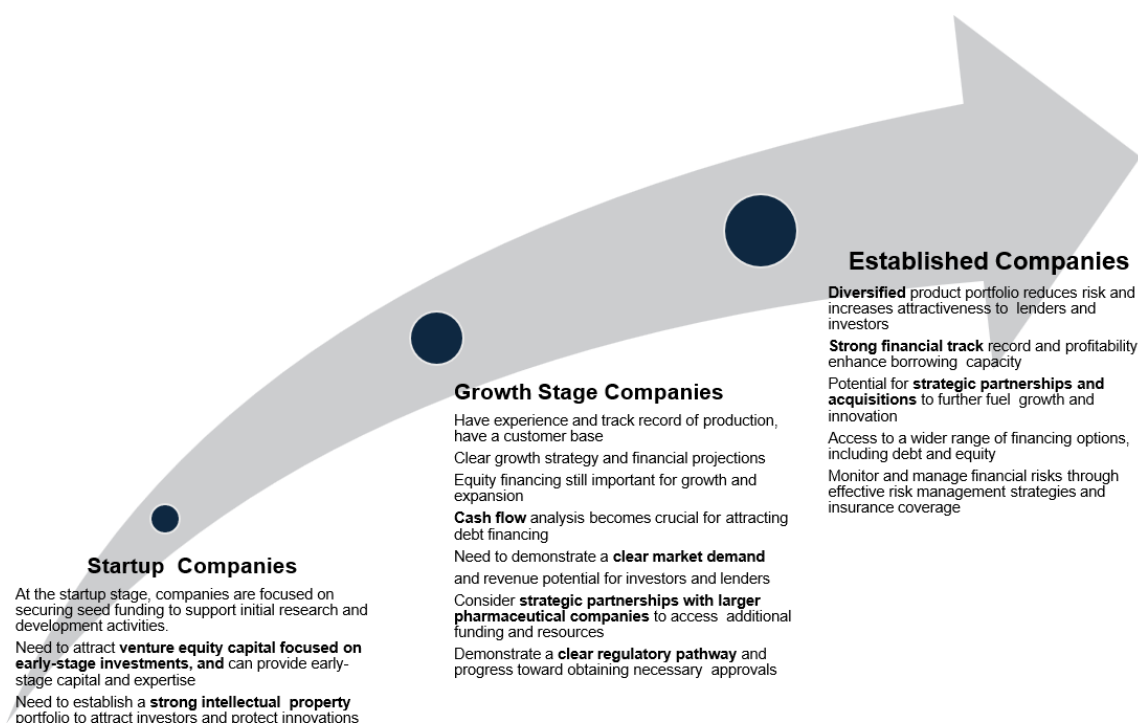 Established Companies
Diversified product portfolio reduces risk and
increases attractiveness to lenders and
investors
Strong financial track record and profitability
enhance borrowing capacity
Potential for strategic partnerships and
acquisitions to further fuel growth and
innovation
Access to a wider range of financing options,
including debt and equity
Monitor and manage financial risks through
effective risk management strategies and
insurance coverage
Growth Stage Companies
Have experience and track record of production,
have a customer base
Clear growth strategy and financial projections
Equity financing still important for growth and
expansion
Cash flow analysis becomes crucial for attracting
debt financing
Need to demonstrate a clear market demand
and revenue potential for investors and lenders
Consider strategic partnerships with larger
pharmaceutical companies to access additional
funding and resources
Demonstrate a clear regulatory pathway and
progress toward obtaining necessary approvals
Startup Companies
At the startup stage, companies are focused on
securing seed funding to support initial research and
development activities.
Need to attract venture equity capital focused on
early-stage investments, and can provide early-
stage capital and expertise
Need to establish a strong intellectual property
portfolio to attract investors and protect innovations